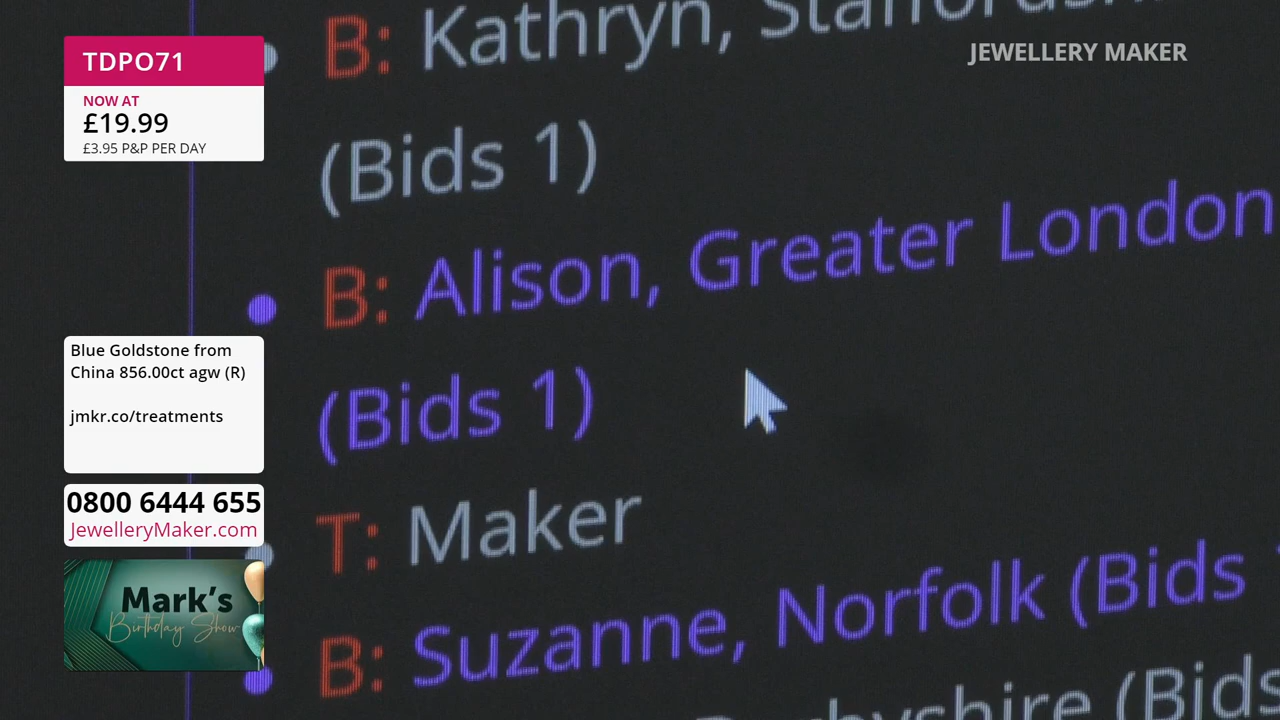 TDPO71
NOW AT
£19.99
£3.95 P&P PER DAY
JEWELLERY MAKER
B: Kathryn,
(Bids 1)
B: Alison, Greater London
(Bids 1)
T: Maker
B: Suzanne, Norfolk (Bids
(Bids
Blue Goldstone from
China 856.00ct agw (R)
jmkr.co/treatments
0800 6444 655
JewelleryMaker.com
Mark's
Birthday Show